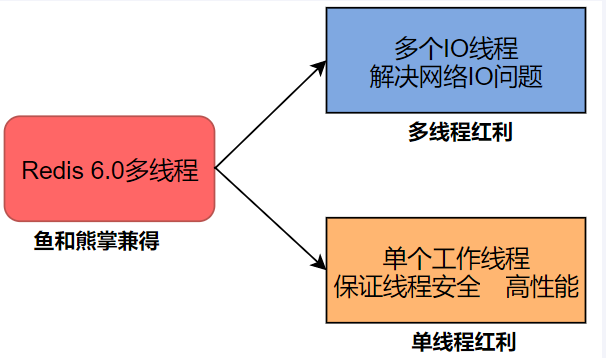 多个IO线程
解决网络IO问题
多线程红利
Redis 6.0多线程
鱼和熊掌兼得
单个工作线程
保证线程安全　高性能
单线程红利